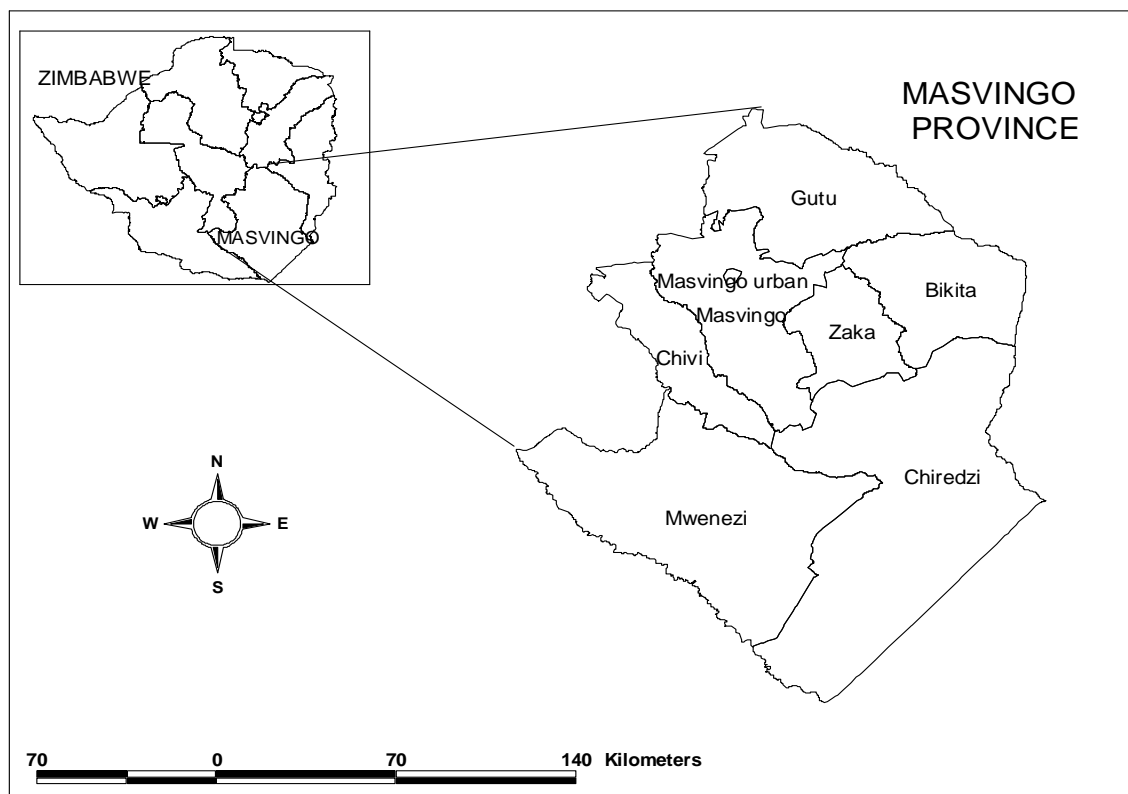 ZIMBABWE
MASVINGO
MASVINGO
PROVINCE
Gutu
Masvingo urban
Bikita
Masvingo
Zaka
Chivi
Chiredzi
Mwenezi
N
W E
S
70 0 70 140 Kilometers